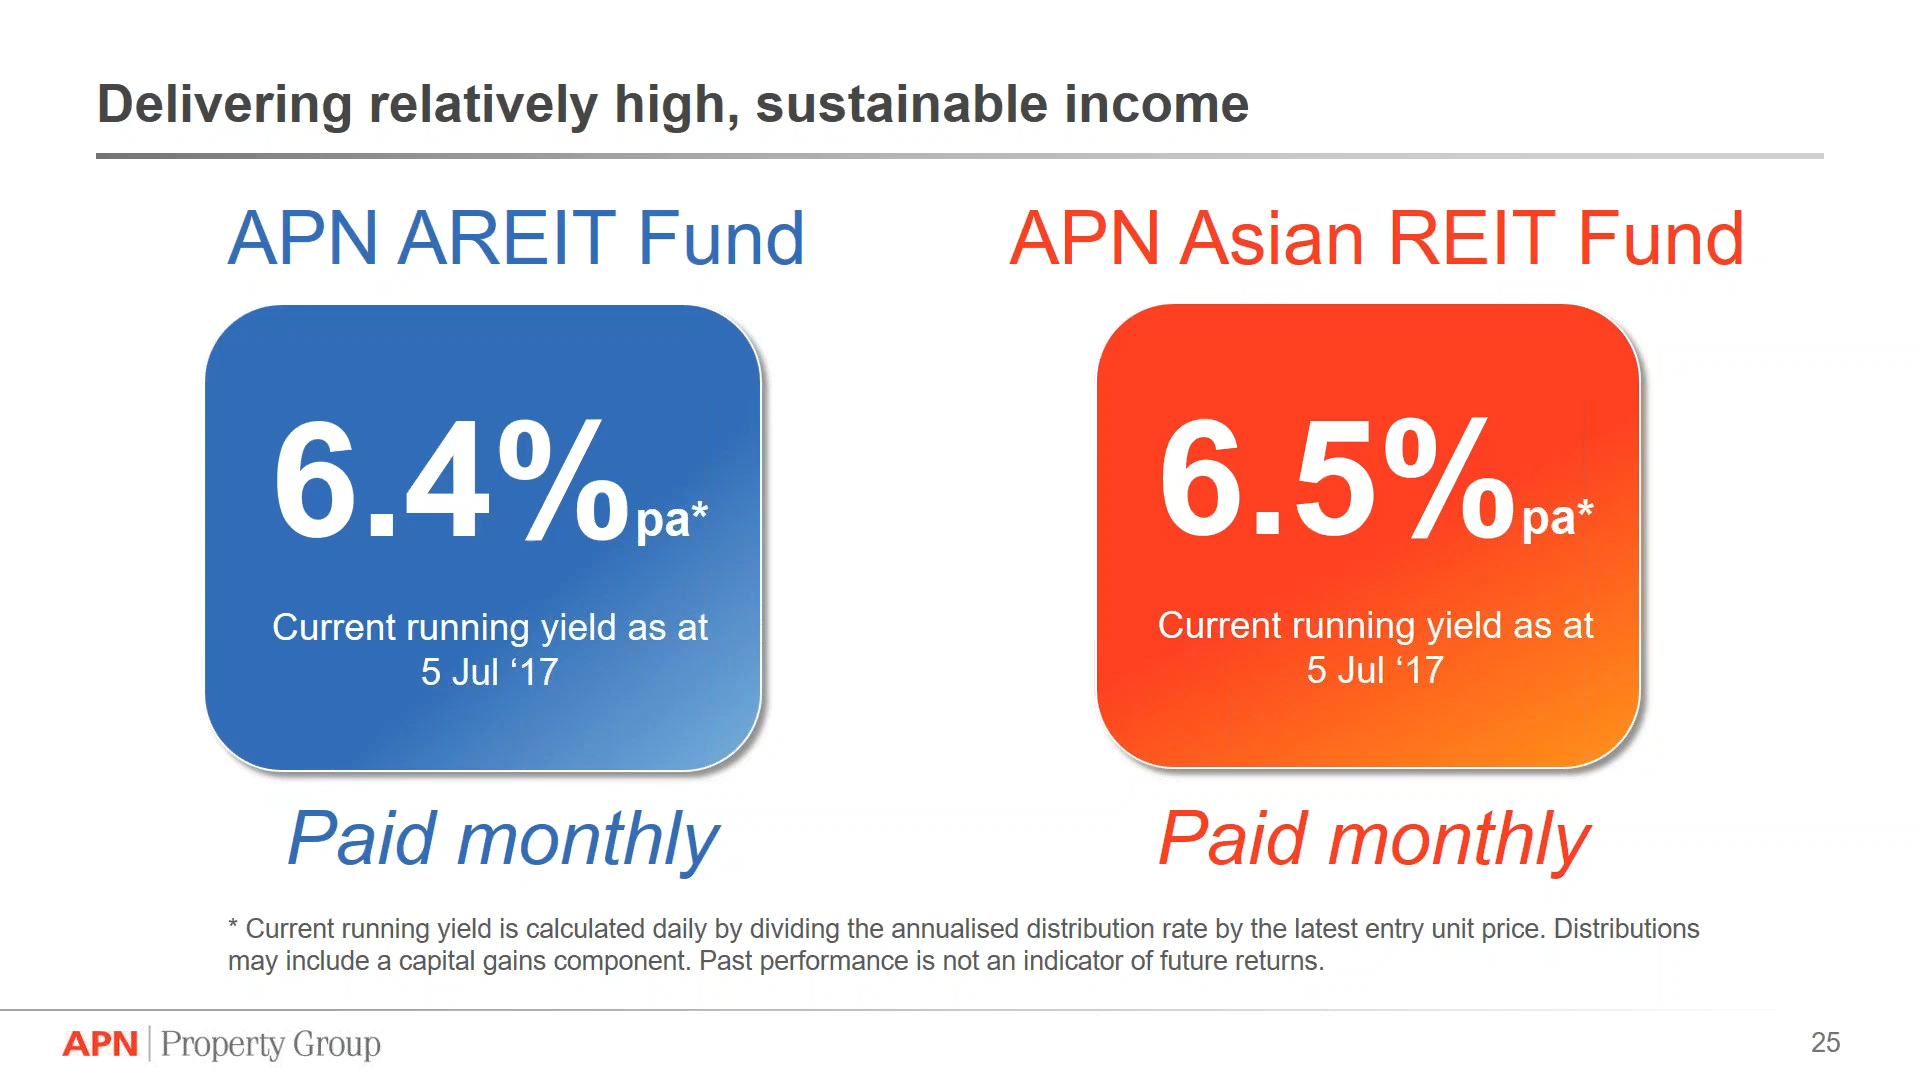 Delivering relatively high, sustainable income
APN AREIT Fund
APN Asian REIT Fund
6.4%pa*
Current running yield as at
5 Jul ‘17
6.5%pa*
Current running yield as at
5 Jul ‘17
Paid monthly
Paid monthly
* Current running yield is calculated daily by dividing the annualised distribution rate by the latest entry unit price. Distributions
may include a capital gains component. Past performance is not an indicator of future returns.
APN | Property Group
25